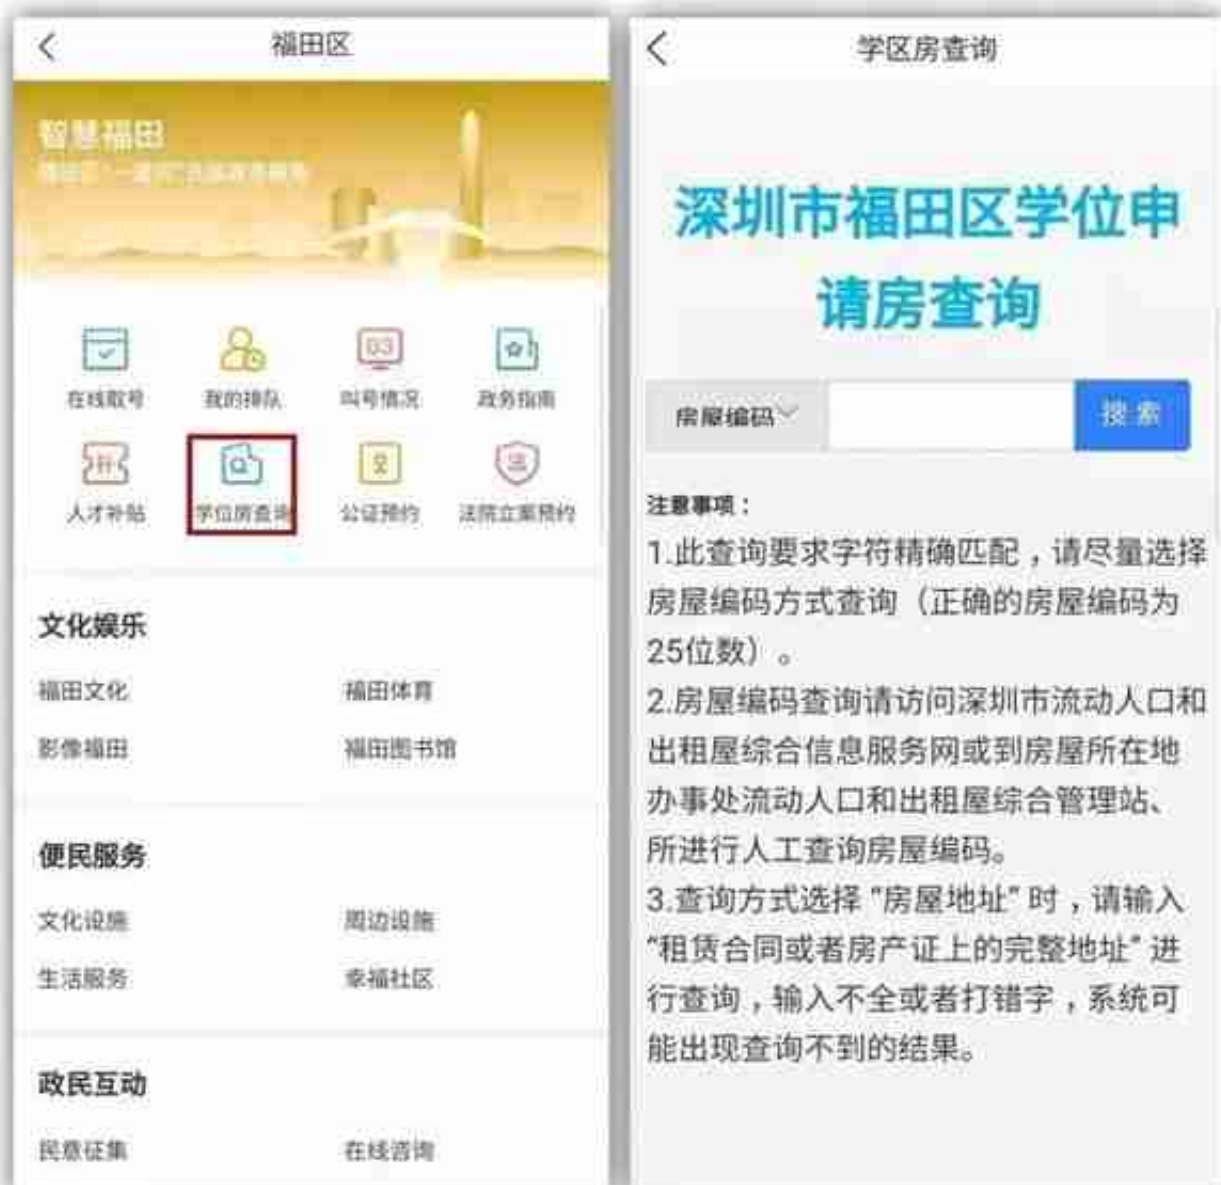 福田区
智慧福田
在线取号
我的排队
叫号情况
政务指南
人才补贴
学位房查询
公证预约
法院立案预约
文化娱乐
福田文化
福田体育
影像福田
福田图书馆
便民服务
文化设施
周边设施
生活服务
幸福社区
政民互动
民意征集
在线咨询
学区房查询
深圳市福田区学位申
请房查询
房屋编码
搜索
注意事项：
1.此查询要求字符精确匹配，请尽量选择
房屋编码方式查询（正确的房屋编码为
25位数）。
2.房屋编码查询请访问深圳市流动人口和
出租屋综合信息服务网或到房屋所在地
办事处流动人口和出租屋综合管理站、
所进行人工查询房屋编码。
3.查询方式选择“房屋地址”时，请输入
“租赁合同或者房产证上的完整地址”进
行查询，输入不全或者打错字，系统可
能出现查询不到的结果。